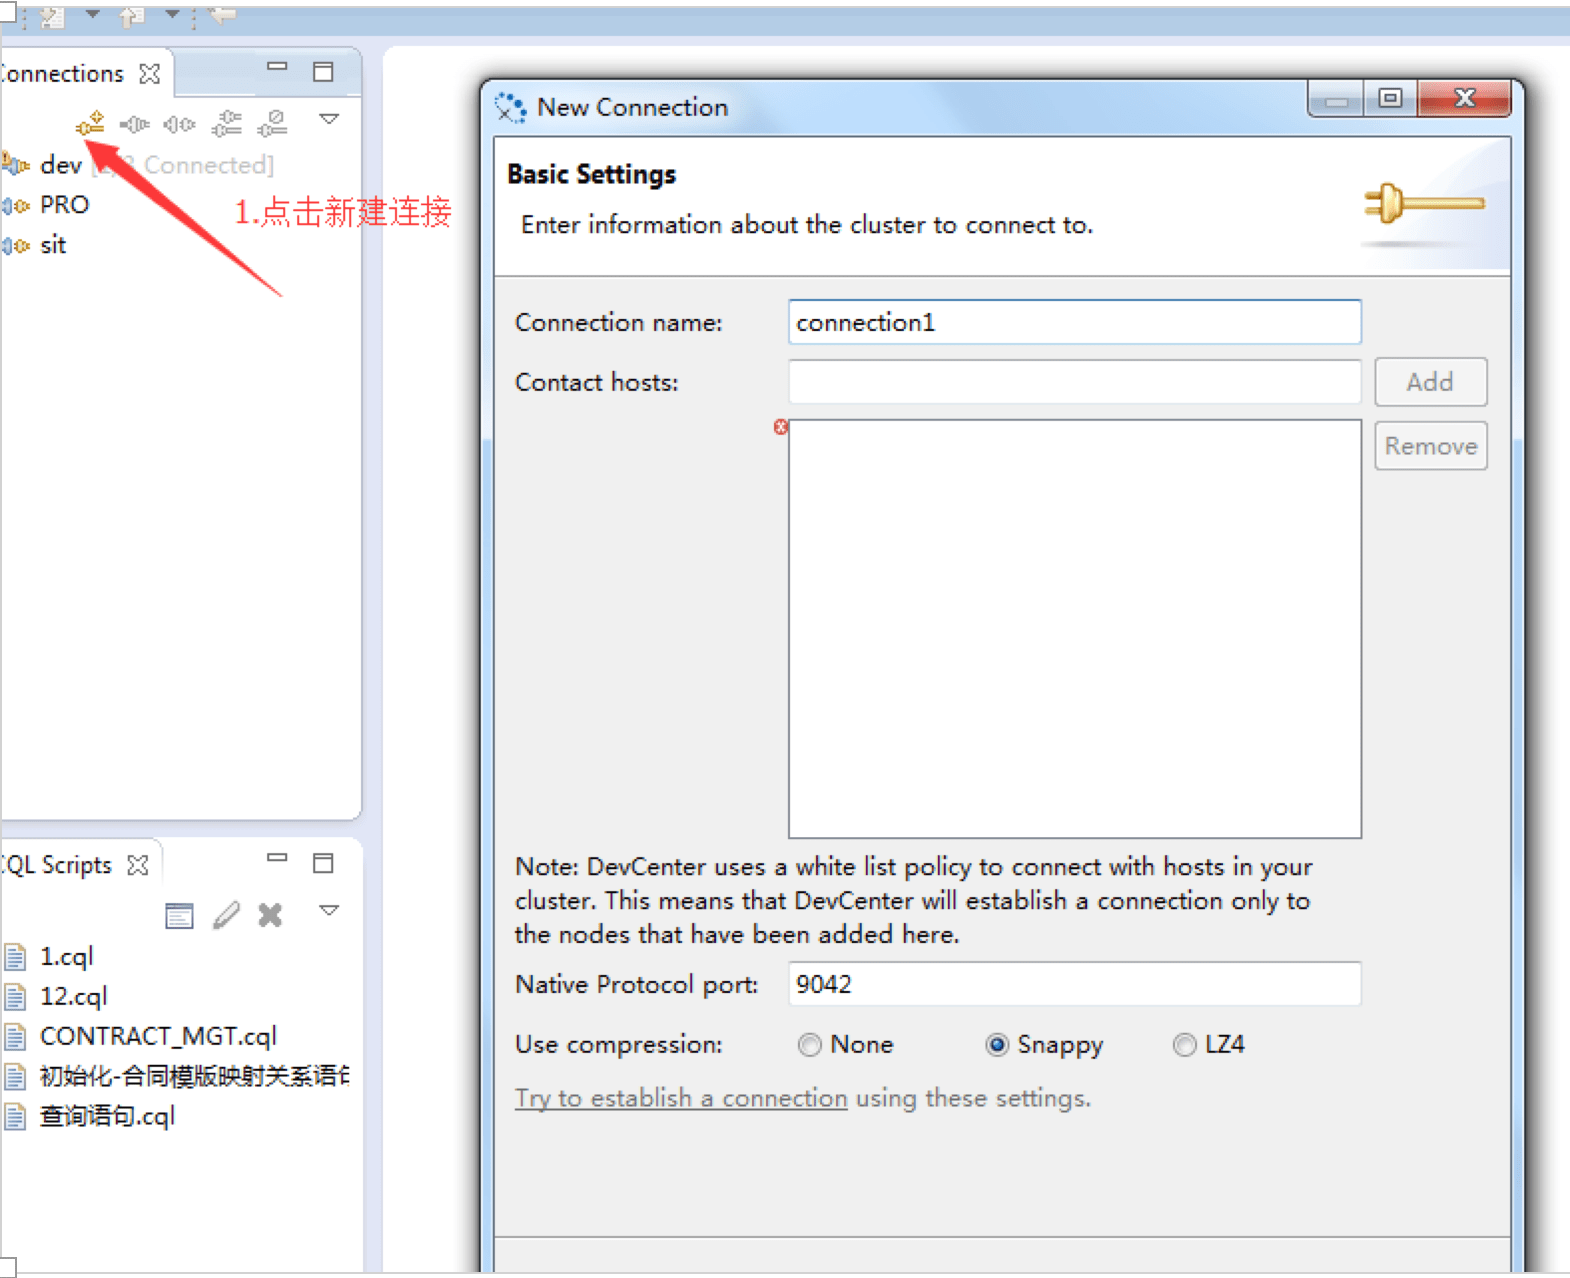 Connections
dev
Connected]
PRO
sit
1.点击新建连接
CQL Scripts
1.cql
12.cql
CONTRACT_MGT.cql
初始化-合同模版映射关系语句
查询语句.cql
New Connection
Basic Settings
Enter information about the cluster to connect to.
Connection name:
connection1
Contact hosts:
Add
Remove
Note: DevCenter uses a white list policy to connect with hosts in your
cluster. This means that DevCenter will establish a connection only to
the nodes that have been added here.
Native Protocol port:
9042
Use compression:
None
Snappy
LZ4
Try to establish a connection using these settings.